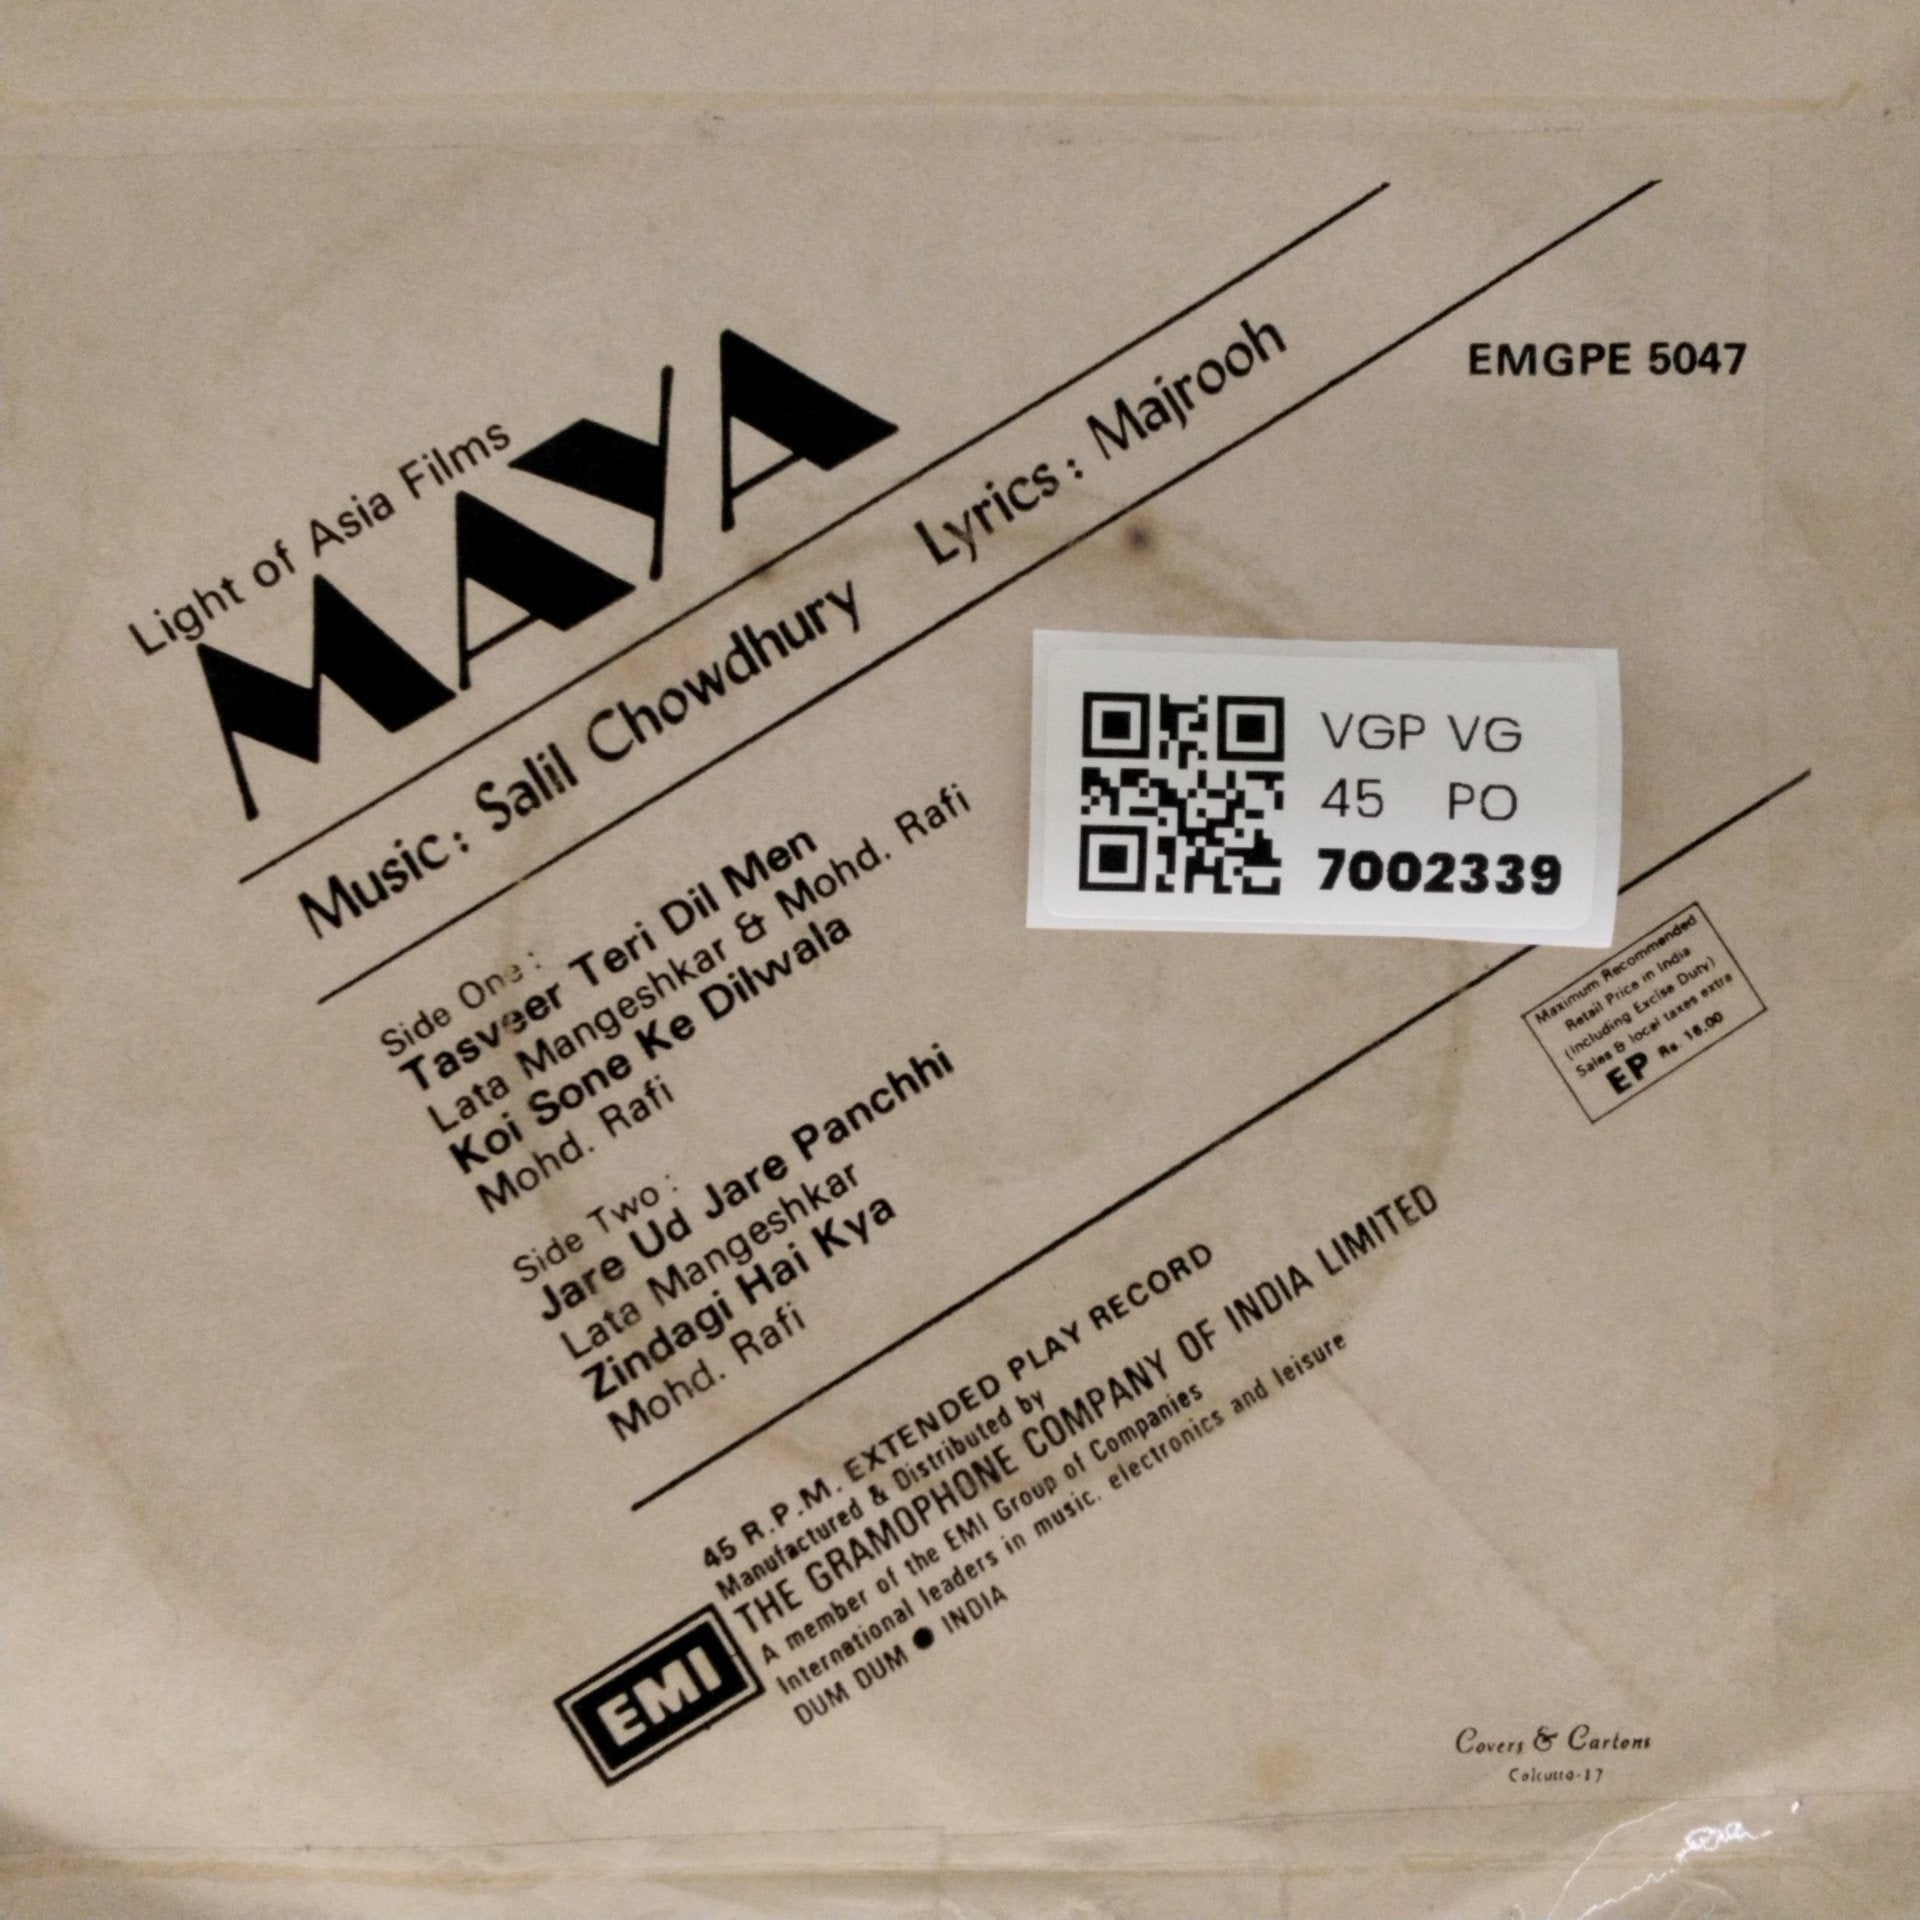 Light of Asia Films
MAYA
Music : Salil Chowdhury Lyrics : Majrooh
EMGPE 5047
VGP VG
45 PO
7002339
Side One :
Tasveer Teri Dil Men
Lata Mangeshkar & Mohd. Rafi
Koi Sone Ke Dilwala
Mohd. Rafi
Side Two :
Jare Ud Jare Panchhi
Lata Mangeshkar
Zindagi Hai Kya
Mohd. Rafi
Maximum Recommended
Retail Price in India
(Including Excise Duty)
Sales & local taxes extra
EP Rs. 16.00
45 R.P.M. EXTENDED PLAY RECORD
Manufactured & Distributed by
THE GRAMOPHONE COMPANY OF INDIA LIMITED
A member of the EMI Group of Companies
International leaders in music. electronics and leisure
DUM DUM ● INDIA
EMI
Covers & Cartons
Calcutta-17